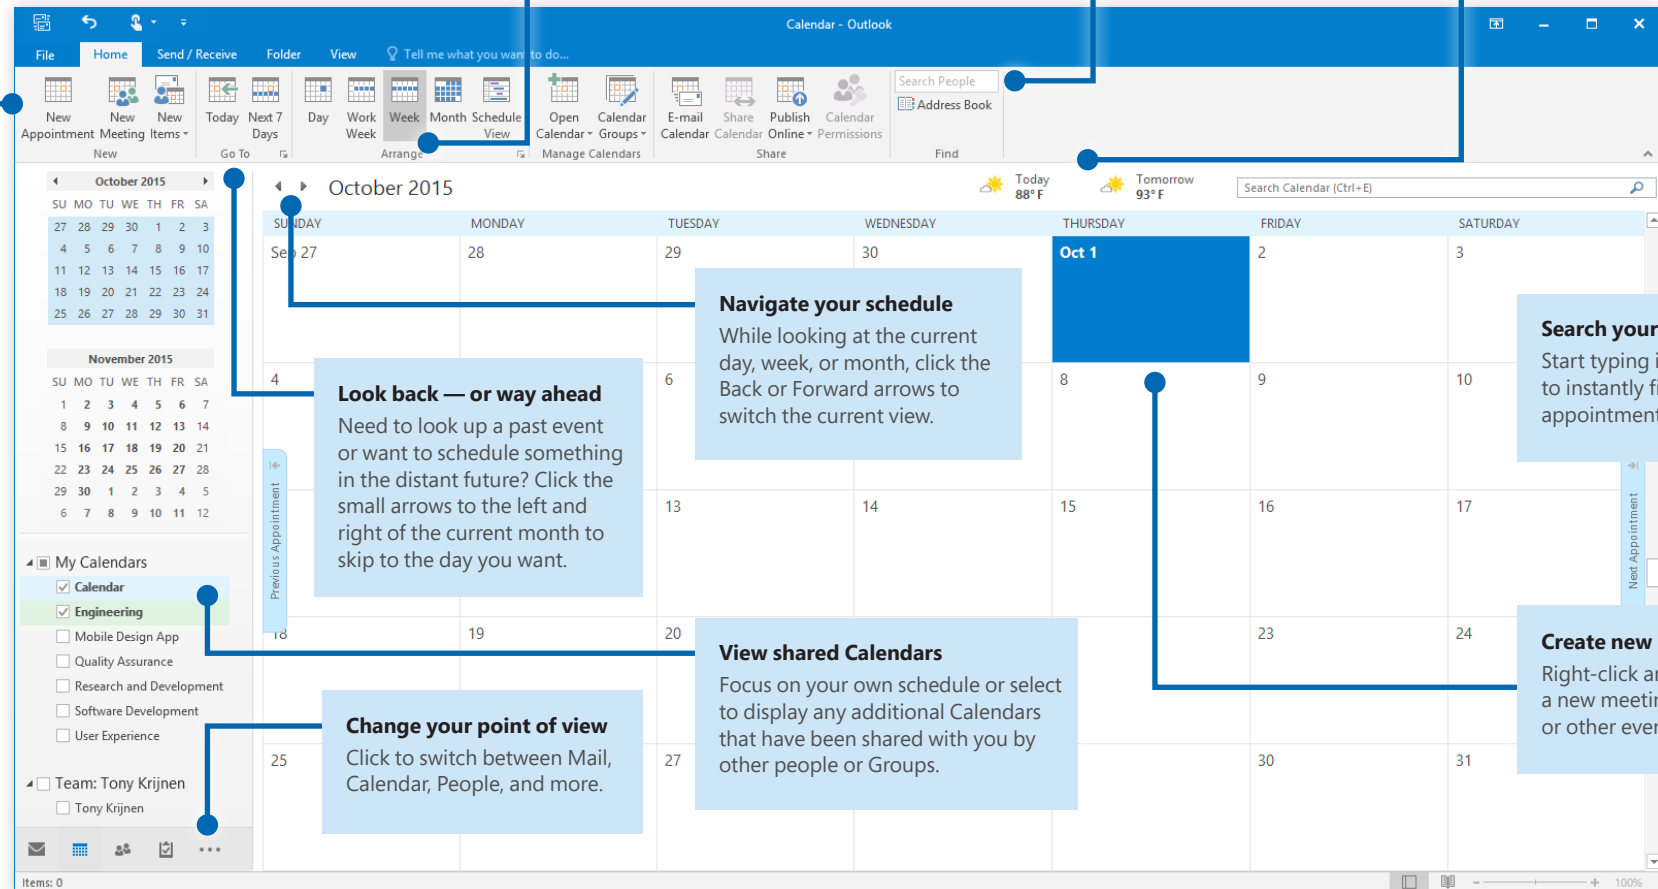 Calendar - Outlook
File Home Send / Receive Folder View Tell me what you want to do...
New Appointment
New Meeting
New Items
New
Today
Next 7 Days
Go To
Day
Work Week
Week
Month
Schedule View
Arrange
Open Calendar
Calendar Groups
Manage Calendars
E-mail Calendar
Share Calendar
Publish Online
Calendar Permissions
Share
Search People
Address Book
Find
October 2015
SU MO TU WE TH FR SA
27 28 29 30 1 2 3
4 5 6 7 8 9 10
11 12 13 14 15 16 17
18 19 20 21 22 23 24
25 26 27 28 29 30 31
November 2015
SU MO TU WE TH FR SA
1 2 3 4 5 6 7
8 9 10 11 12 13 14
15 16 17 18 19 20 21
22 23 24 25 26 27 28
29 30 1 2 3 4 5
6 7 8 9 10 11 12
My Calendars
Calendar
Engineering
Mobile Design App
Quality Assurance
Research and Development
Software Development
User Experience
Team: Tony Krijnen
Tony Krijnen
October 2015
Today
88° F
Tomorrow
93° F
Search Calendar (Ctrl+E)
SUNDAY MONDAY TUESDAY WEDNESDAY THURSDAY FRIDAY SATURDAY
Sep 27 28 29 30 Oct 1 2 3
4 6 8 9 10
13 14 15 16 17
18 19 20 23 24
25 27 30 31
Previous Appointment
Next Appointment
Navigate your schedule
While looking at the current
day, week, or month, click the
Back or Forward arrows to
switch the current view.
Look back — or way ahead
Need to look up a past event
or want to schedule something
in the distant future? Click the
small arrows to the left and
right of the current month to
skip to the day you want.
Search your
Start typing
to instantly
appointment
View shared Calendars
Focus on your own schedule or select
to display any additional Calendars
that have been shared with you by
other people or Groups.
Create new
Right-click
a new
or other
Change your point of view
Click to switch between Mail,
Calendar, People, and more.
Items: 0
100%